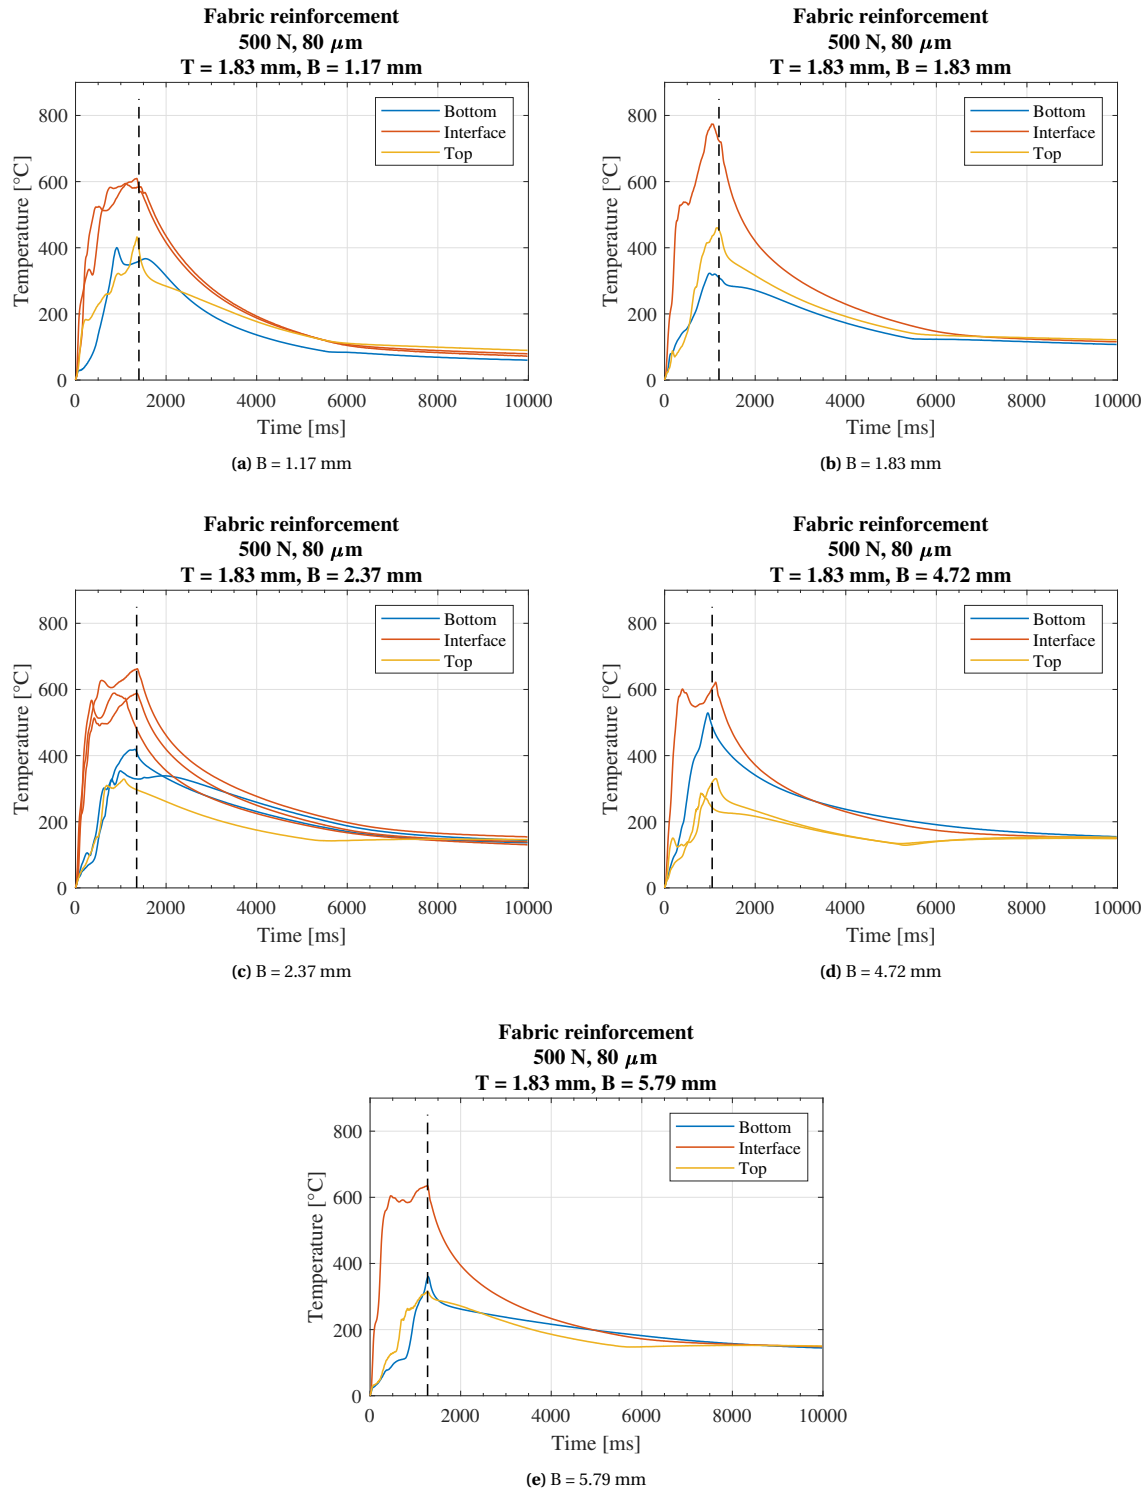 Fabric reinforcement
500 N, 80 μm
T = 1.83 mm, B = 1.17 mm
Temperature [°C]
800
600
400
200
0
Bottom
Interface
Top
0 2000 4000 6000 8000 10000
Time [ms]
(a) B = 1.17 mm
Fabric reinforcement
500 N, 80 μm
T = 1.83 mm, B = 1.83 mm
Temperature [°C]
800
600
400
200
0
Bottom
Interface
Top
0 2000 4000 6000 8000 10000
Time [ms]
(b) B = 1.83 mm
Fabric reinforcement
500 N, 80 μm
T = 1.83 mm, B = 2.37 mm
Temperature [°C]
800
600
400
200
0
Bottom
Interface
Top
0 2000 4000 6000 8000 10000
Time [ms]
(c) B = 2.37 mm
Fabric reinforcement
500 N, 80 μm
T = 1.83 mm, B = 4.72 mm
Temperature [°C]
800
600
400
200
0
Bottom
Interface
Top
0 2000 4000 6000 8000 10000
Time [ms]
(d) B = 4.72 mm
Fabric reinforcement
500 N, 80 μm
T = 1.83 mm, B = 5.79 mm
Temperature [°C]
800
600
400
200
0
Bottom
Interface
Top
0 2000 4000 6000 8000 10000
Time [ms]
(e) B = 5.79 mm